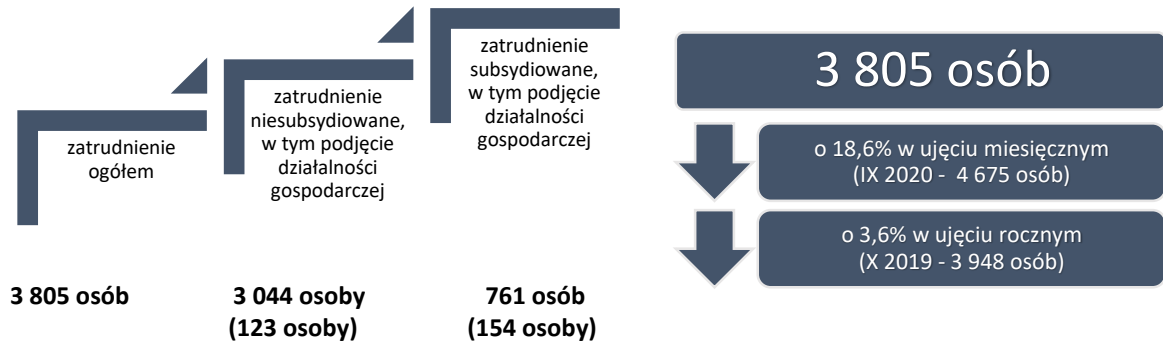 zatrudnienie
ogółem
zatrudnienie
niesubsydiowane,
w tym podjęcie
działalności
gospodarczej
zatrudnienie
subsydiowane,
w tym podjęcie
działalności
gospodarczej
3 805 osób
3 044 osoby
(123 osoby)
761 osób
(154 osoby)
3 805 osób
o 18,6% w ujęciu miesięcznym
(IX 2020 - 4 675 osób)
o 3,6% w ujęciu rocznym
(X 2019 - 3 948 osób)